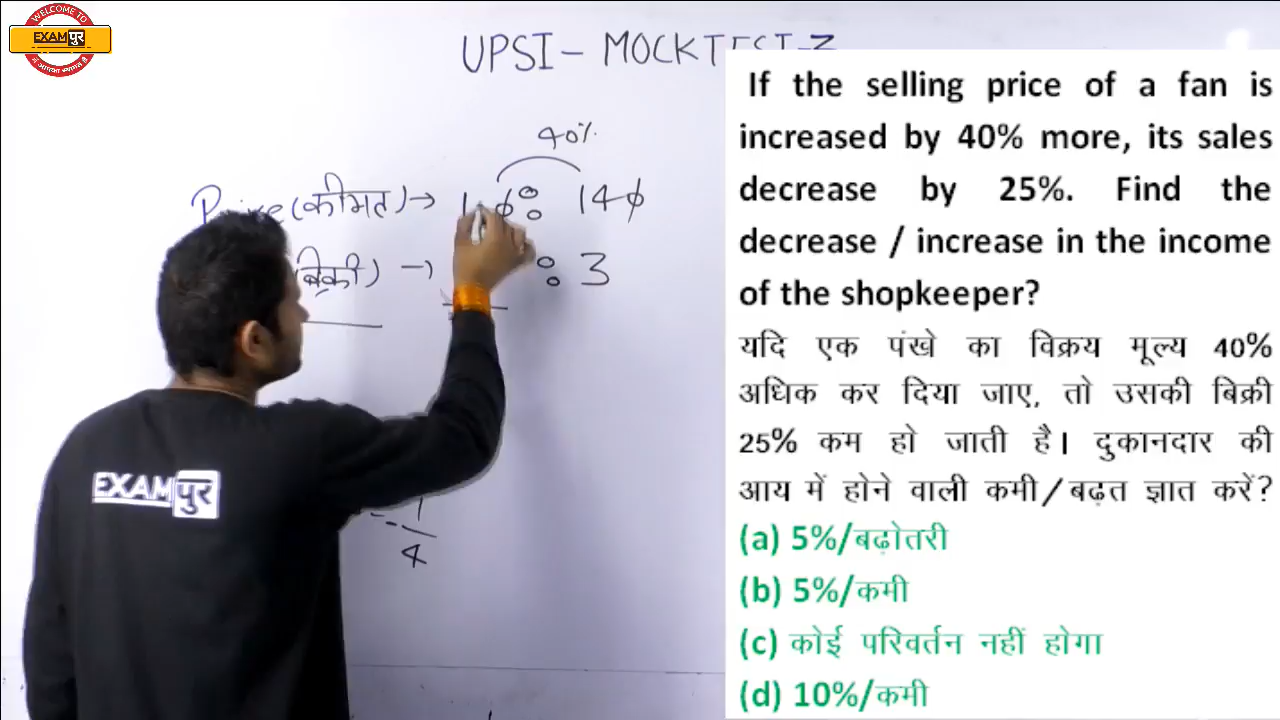 WELCOME TO
EXAMपुर
UPSI - MOCKTEST-3
40%
(कीमत) → : 14ϕ
(बिक्री) → : 3
1
4
EXAMपुर
If the selling price of a fan is
increased by 40% more, its sales
decrease by 25%. Find the
decrease / increase in the income
of the shopkeeper?
यदि एक पंखे का विक्रय मूल्य 40%
अधिक कर दिया जाए, तो उसकी बिक्री
25% कम हो जाती है। दुकानदार की
आय में होने वाली कमी/बढ़त ज्ञात करें?
(a) 5%/बढ़ोतरी
(b) 5%/कमी
(c) कोई परिवर्तन नहीं होगा
(d) 10%/कमी